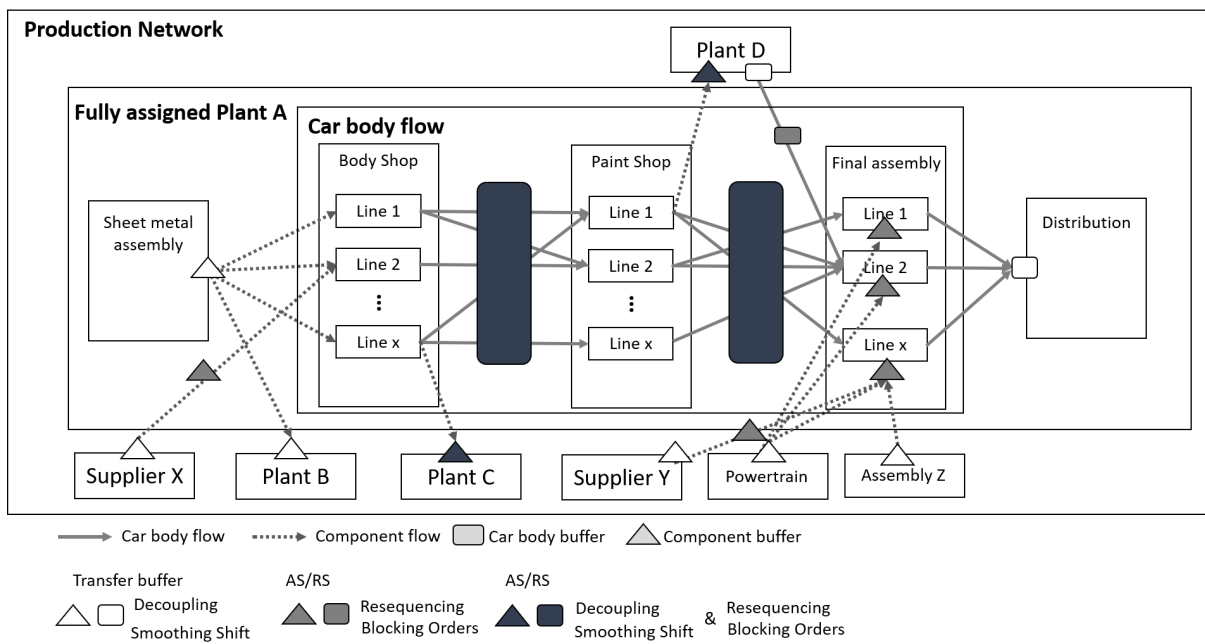 Production Network
Plant D
Fully assigned Plant A
Car body flow
Body Shop
Paint Shop
Final assembly
Sheet metal
assembly
Line 1
Line 2
⋮
Line x
Line 1
Line 2
⋮
Line x
Line 1
Line 2
Line x
Distribution
Supplier X
Plant B
Plant C
Supplier Y
Powertrain
Assembly Z
Car body flow
Component flow
Car body buffer
Component buffer
Transfer buffer
Decoupling
Smoothing Shift
AS/RS
Resequencing
Blocking Orders
AS/RS
Decoupling
Smoothing Shift
&
Resequencing
Blocking Orders